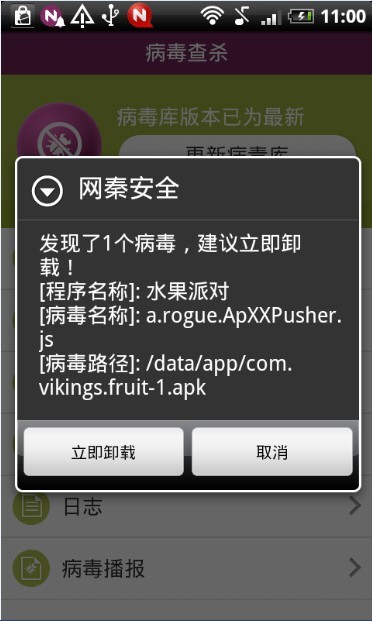 11:00
病毒查杀
病毒库版本已为最新
更新病毒库
网秦安全
发现了1个病毒，建议立即卸
载！
[程序名称]: 水果派对
[病毒名称]: a.rogue.ApXXPusher.
js
[病毒路径]: /data/app/com.
vikings.fruit-1.apk
立即卸载
取消
日志
病毒播报